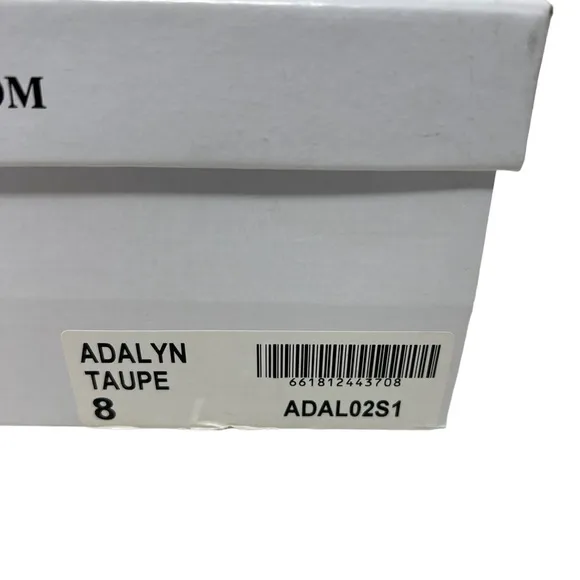 OM
ADALYN
TAUPE
8
661812443708
ADAL02S1